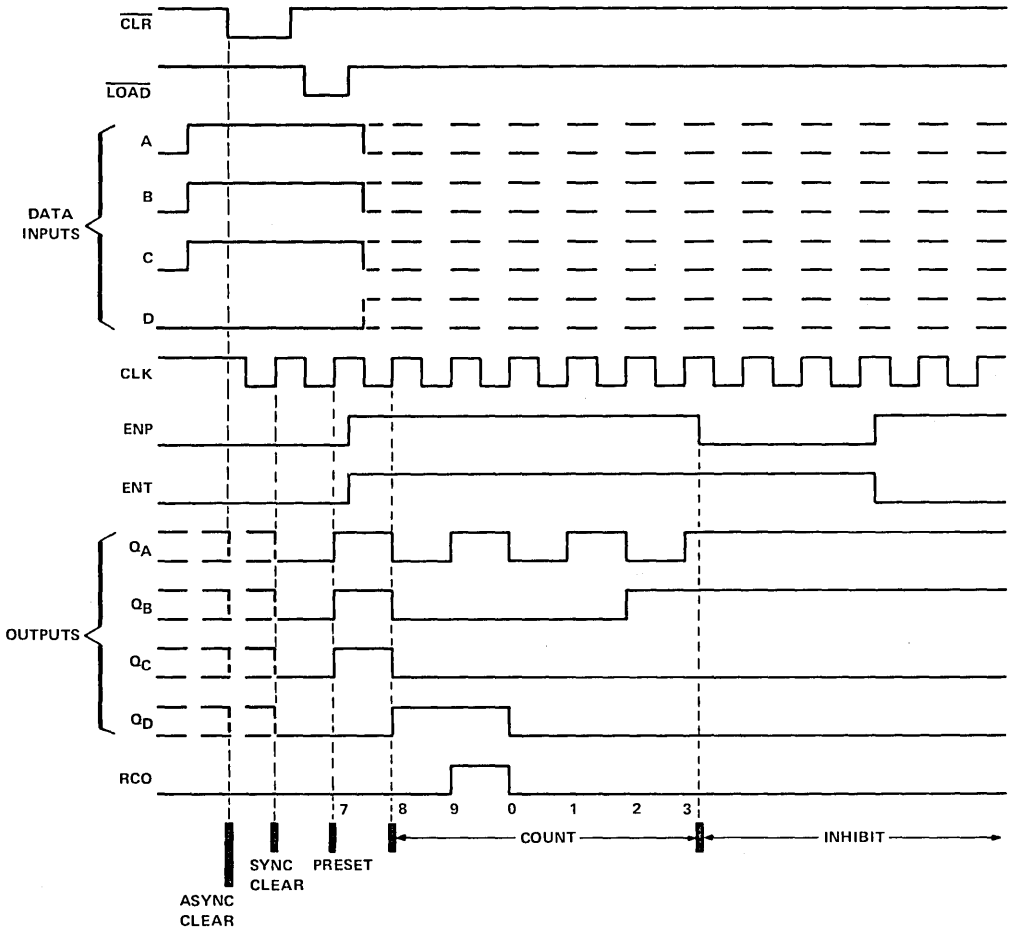 CLR
LOAD
A
B
DATA
INPUTS
C
D
CLK
ENP
ENT
QA
QB
OUTPUTS
QC
QD
RCO
7 8 9 0 1 2 3
COUNT INHIBIT
SYNC
CLEAR
PRESET
ASYNC
CLEAR